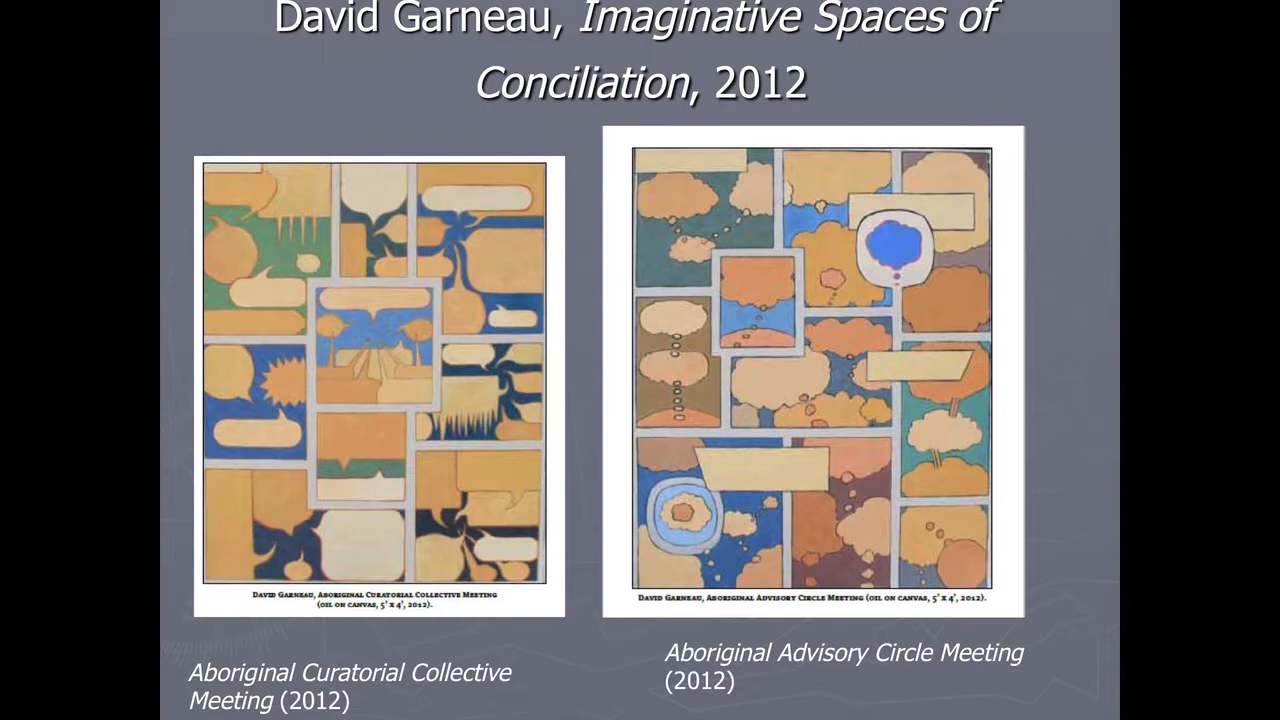 David Garneau, Imaginative Spaces of
Conciliation, 2012
David Garneau, Aboriginal Curatorial Collective Meeting
(oil on canvas, 5' x 4', 2012).
David Garneau, Aboriginal Advisory Circle Meeting (oil on canvas, 5' x 4', 2012).
Aboriginal Curatorial Collective
Meeting (2012)
Aboriginal Advisory Circle Meeting
(2012)